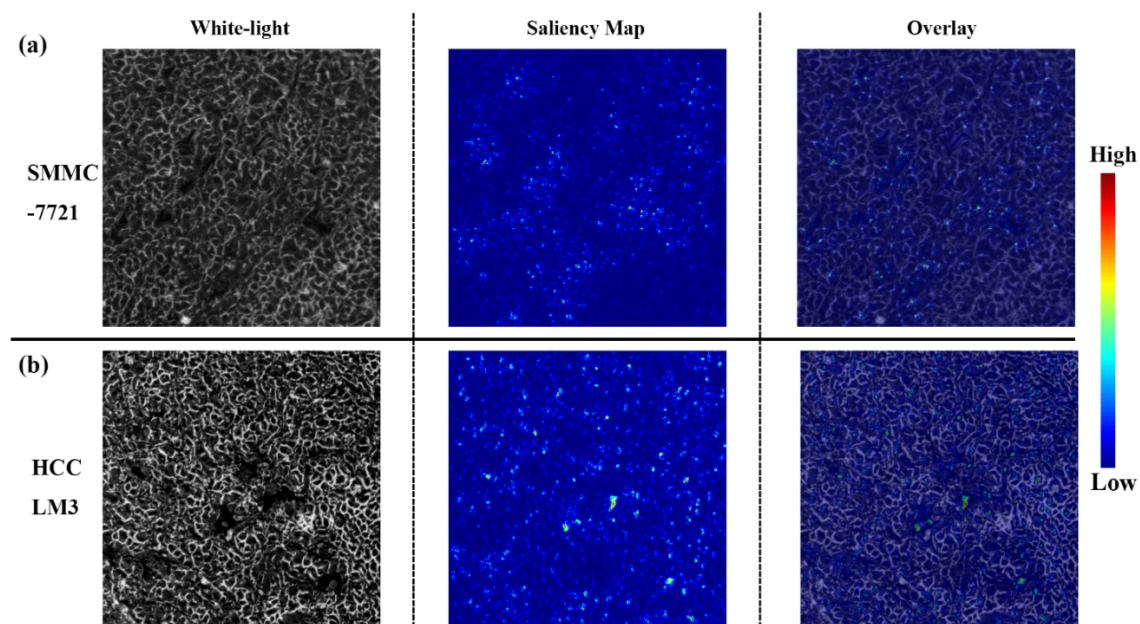 White-light
Saliency Map
Overlay
(a)
SMMC
-7721
High
(b)
HCC
LM3
Low